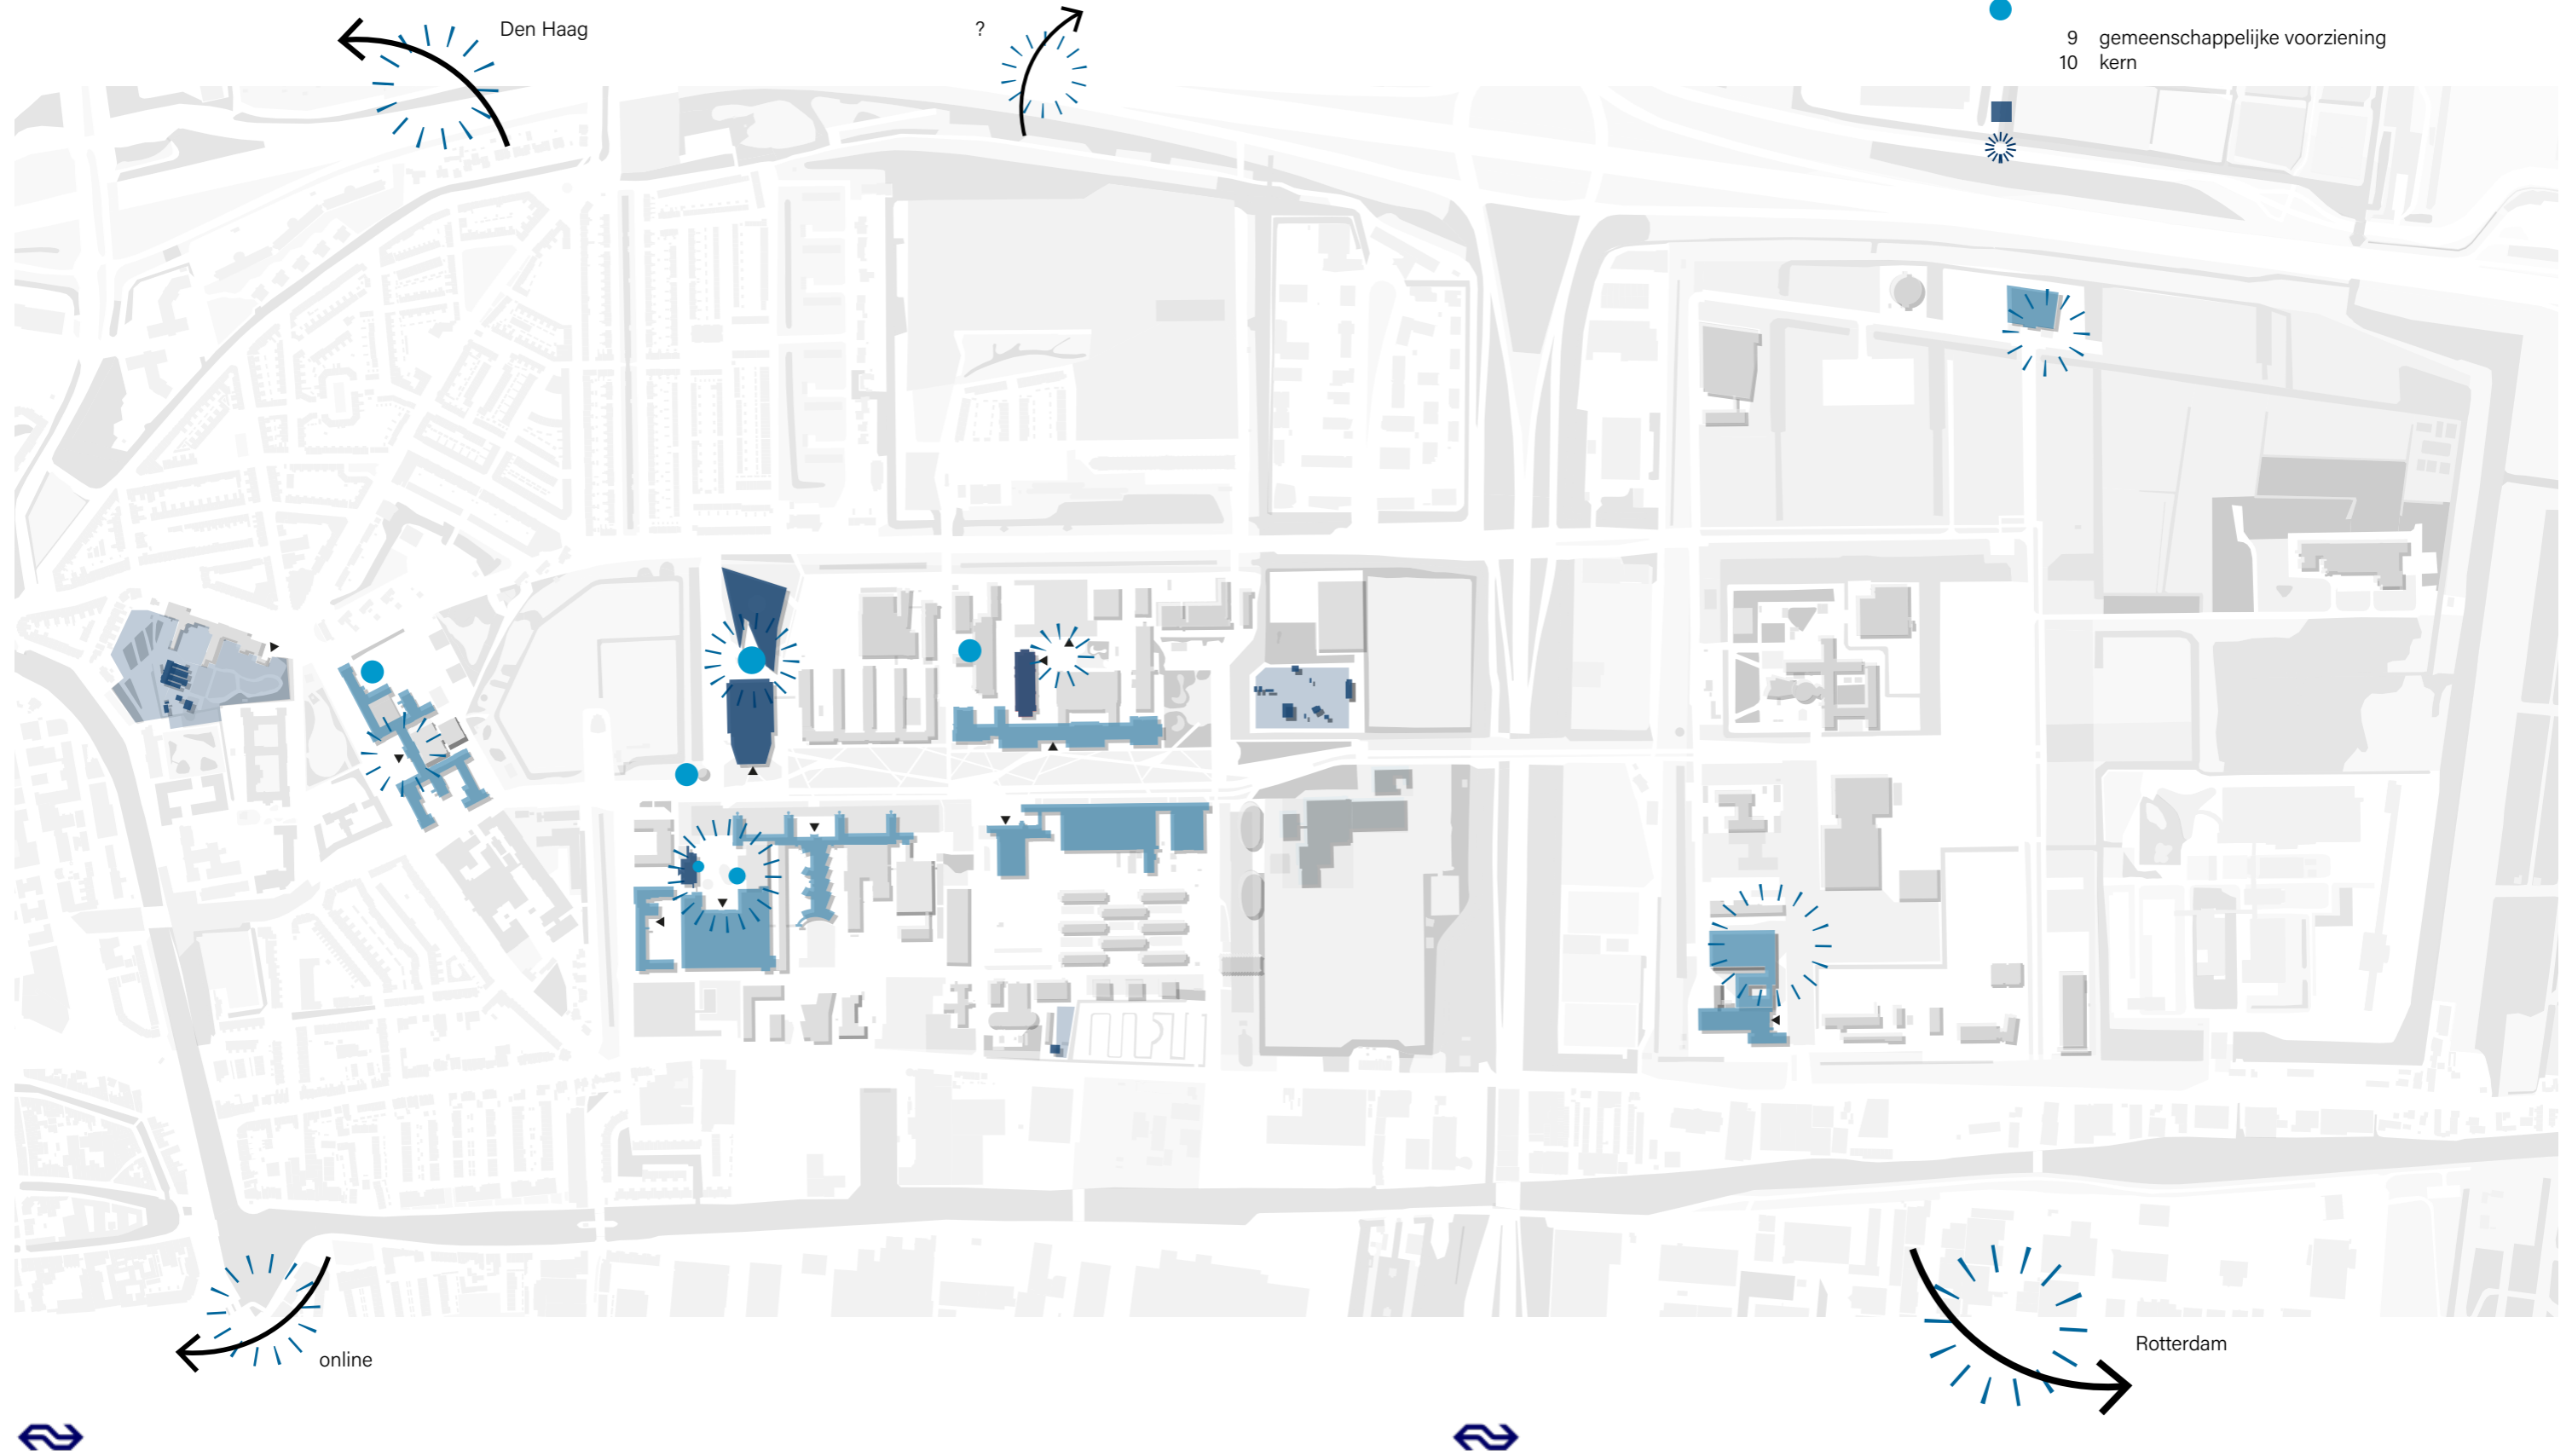 Den Haag
?
9 gemeenschappelijke voorziening
10 kern
online
Rotterdam